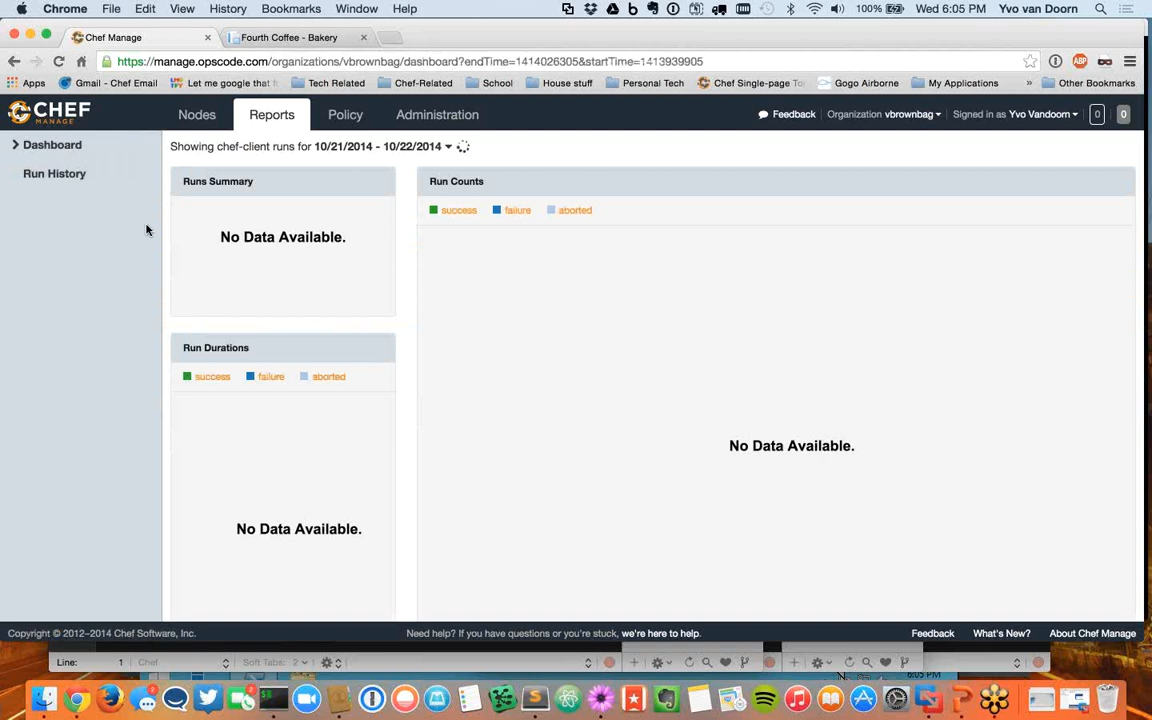 Chrome File Edit View History Bookmarks Window Help 100% Wed 6:05 PM Yvo van Doorn
Chef Manage × Fourth Coffee - Bakery ×
https://manage.opscode.com/organizations/vbrownbag/dashboard?endTime=1414026305&startTime=1413939905
Apps Gmail - Chef Email Let me google that Tech Related Chef-Related School House stuff Personal Tech Chef Single-page To Gogo Airborne My Applications » Other Bookmarks
CHEF MANAGE Nodes Reports Policy Administration Feedback Organization vbrownbag Signed in as Yvo Vandoorn 0 0
Dashboard
Run History
Showing chef-client runs for 10/21/2014 - 10/22/2014
Runs Summary
No Data Available.
Run Counts
success failure aborted
No Data Available.
Run Durations
success failure aborted
No Data Available.
Copyright © 2012–2014 Chef Software, Inc. Need help? If you have questions or you're stuck, we're here to help. Feedback What's New? About Chef Manage
Line: 1 Chef Soft Tabs: 2
6:05 PM